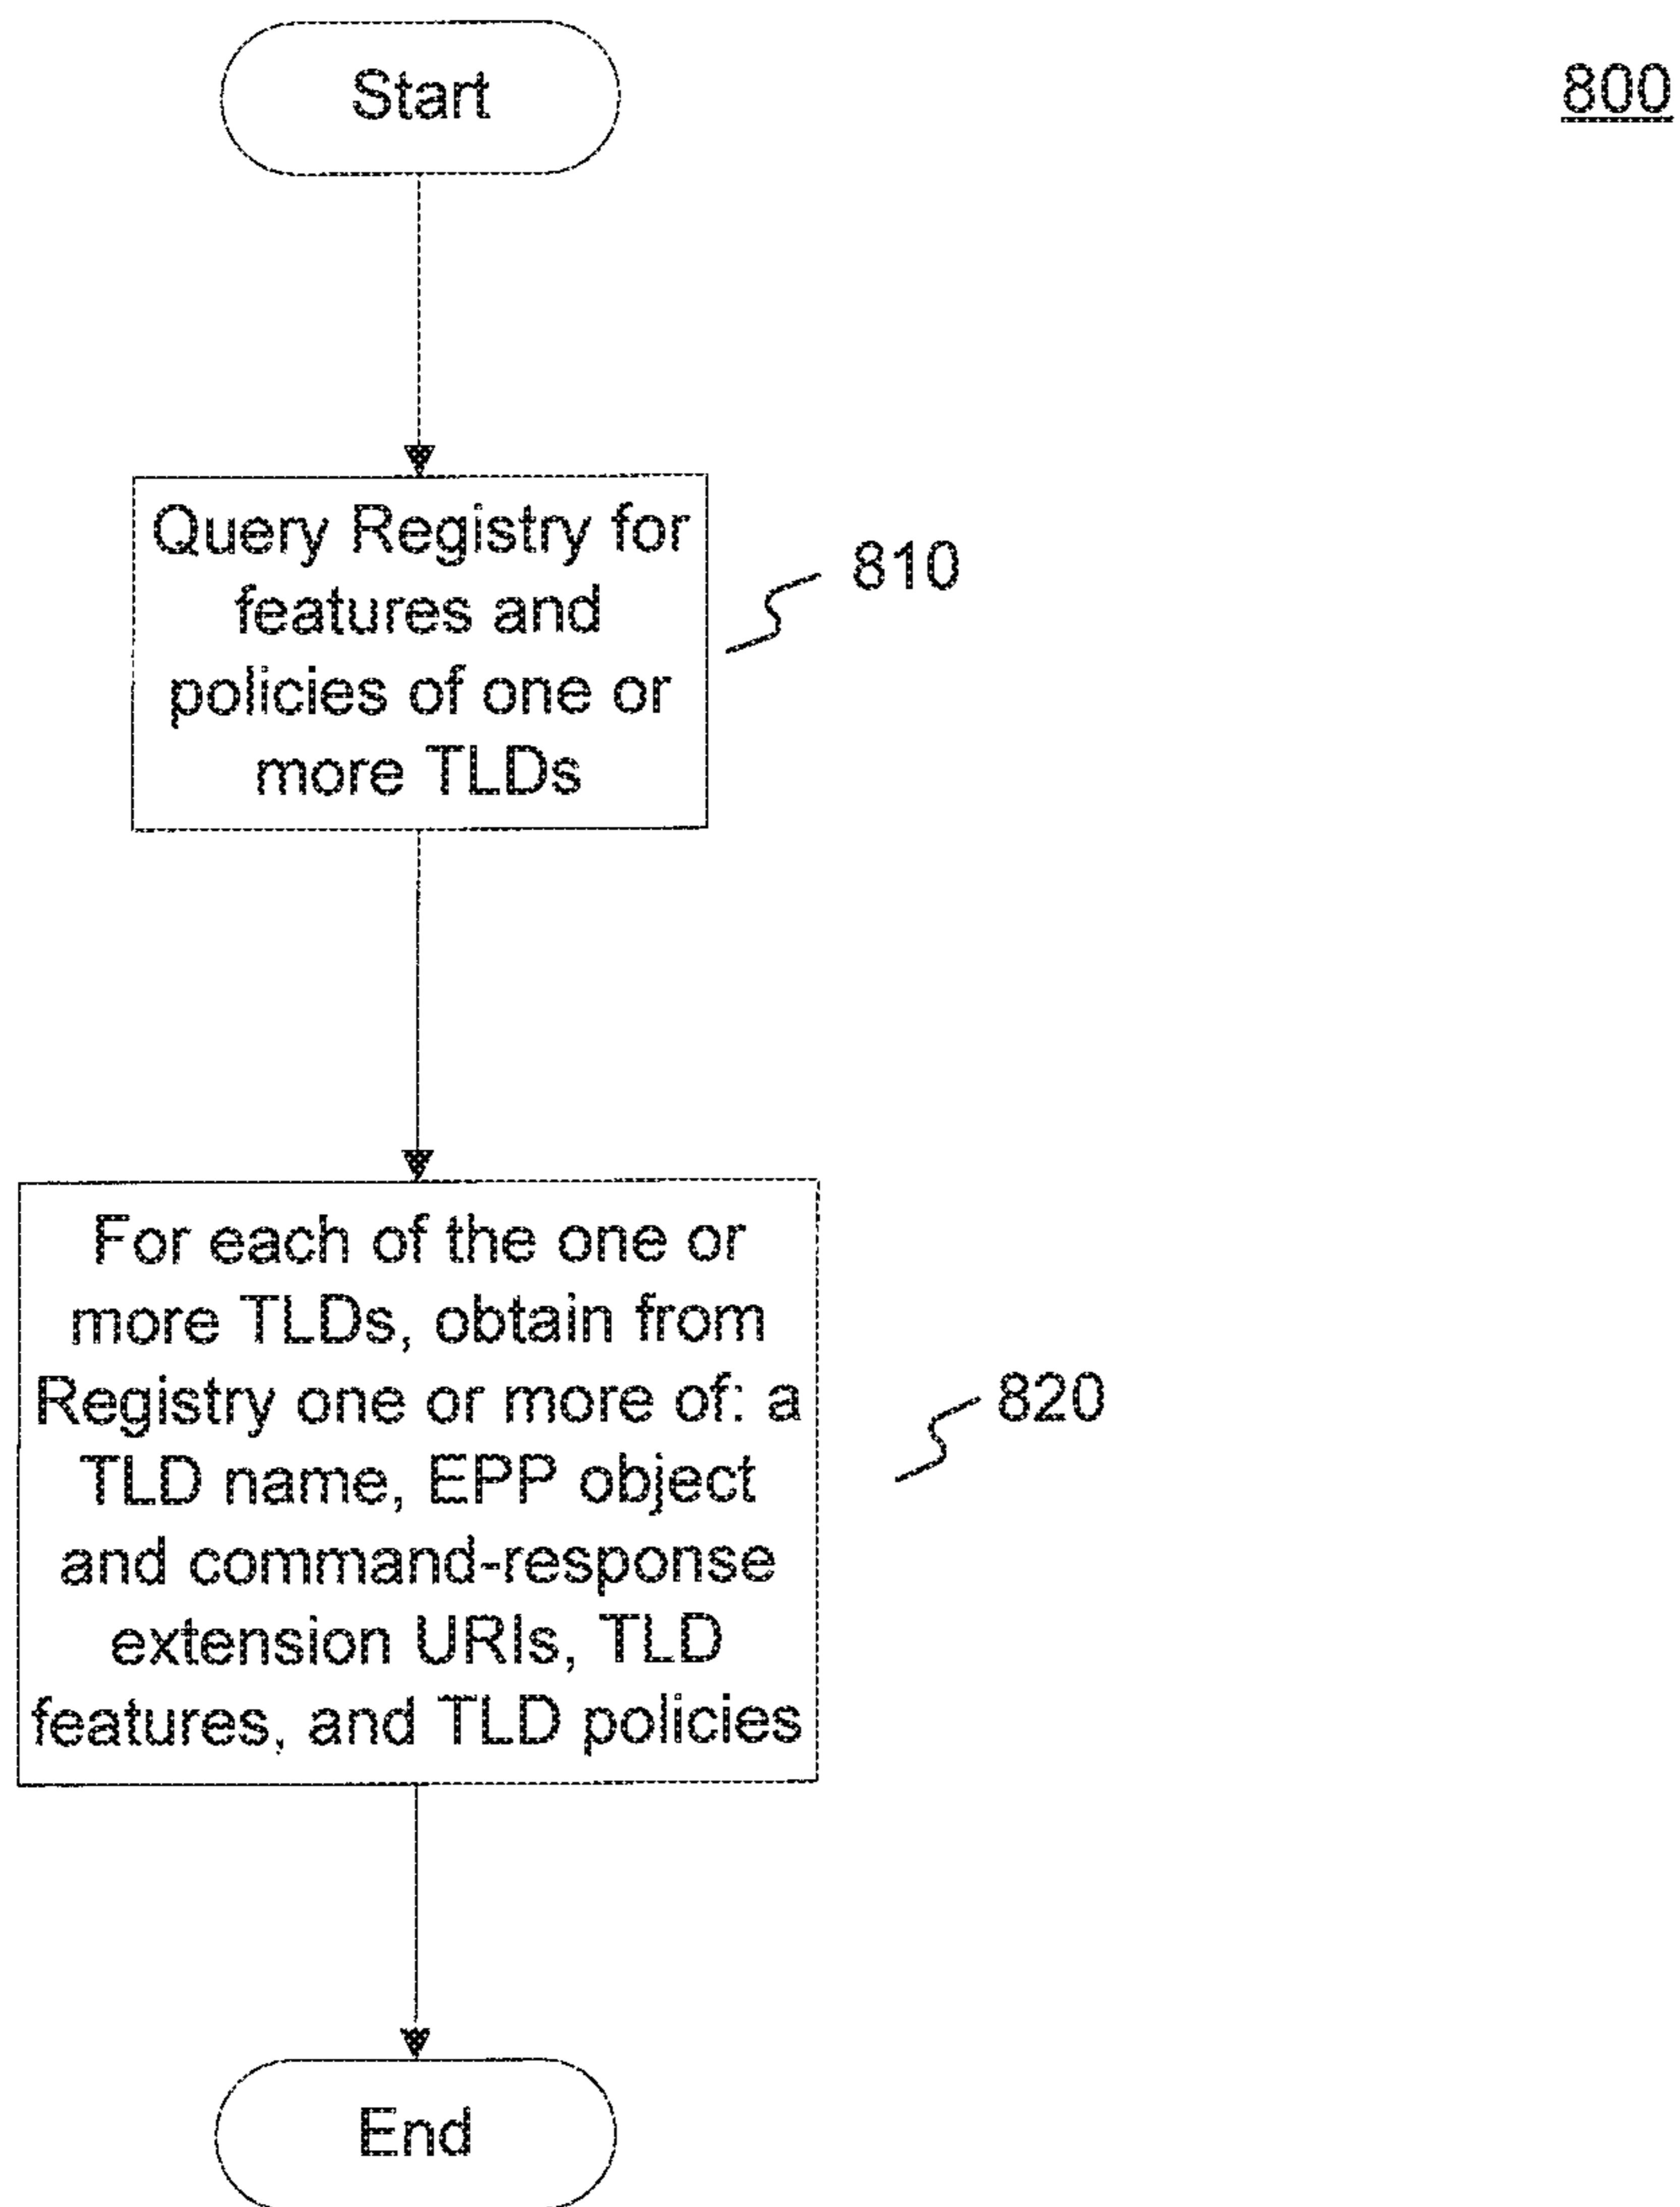 Start
800
Query Registry for
features and
policies of one or
more TLDs
810
For each of the one or
more TLDs, obtain from
Registry one or more of: a
TLD name, EPP object
and command-response
extension URIs, TLD
features, and TLD policies
820
End